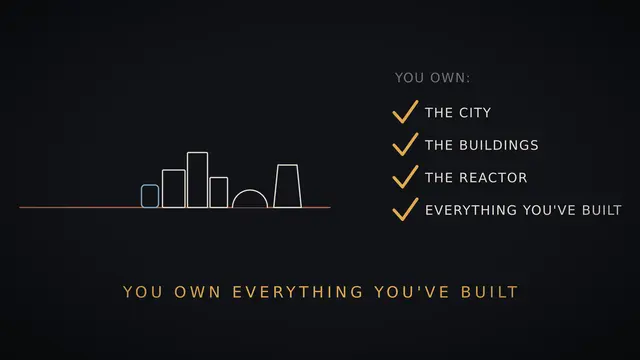 YOU OWN:
THE CITY
THE BUILDINGS
THE REACTOR
EVERYTHING YOU'VE BUILT
YOU OWN EVERYTHING YOU'VE BUILT